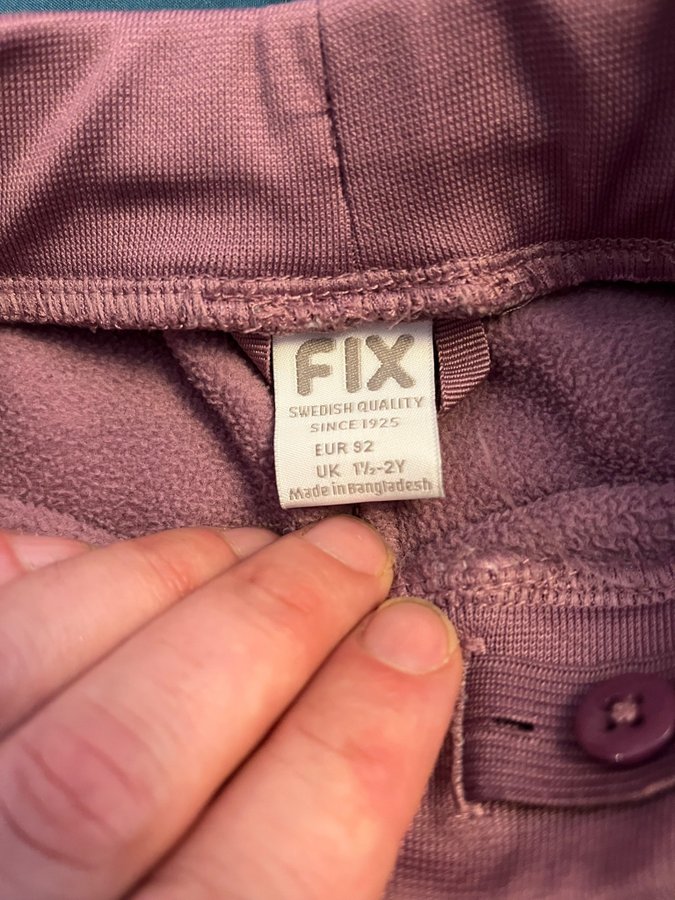 FIX
SWEDISH QUALITY
SINCE 1925
EUR 92
UK 1½-2Y
Made in Bangladesh